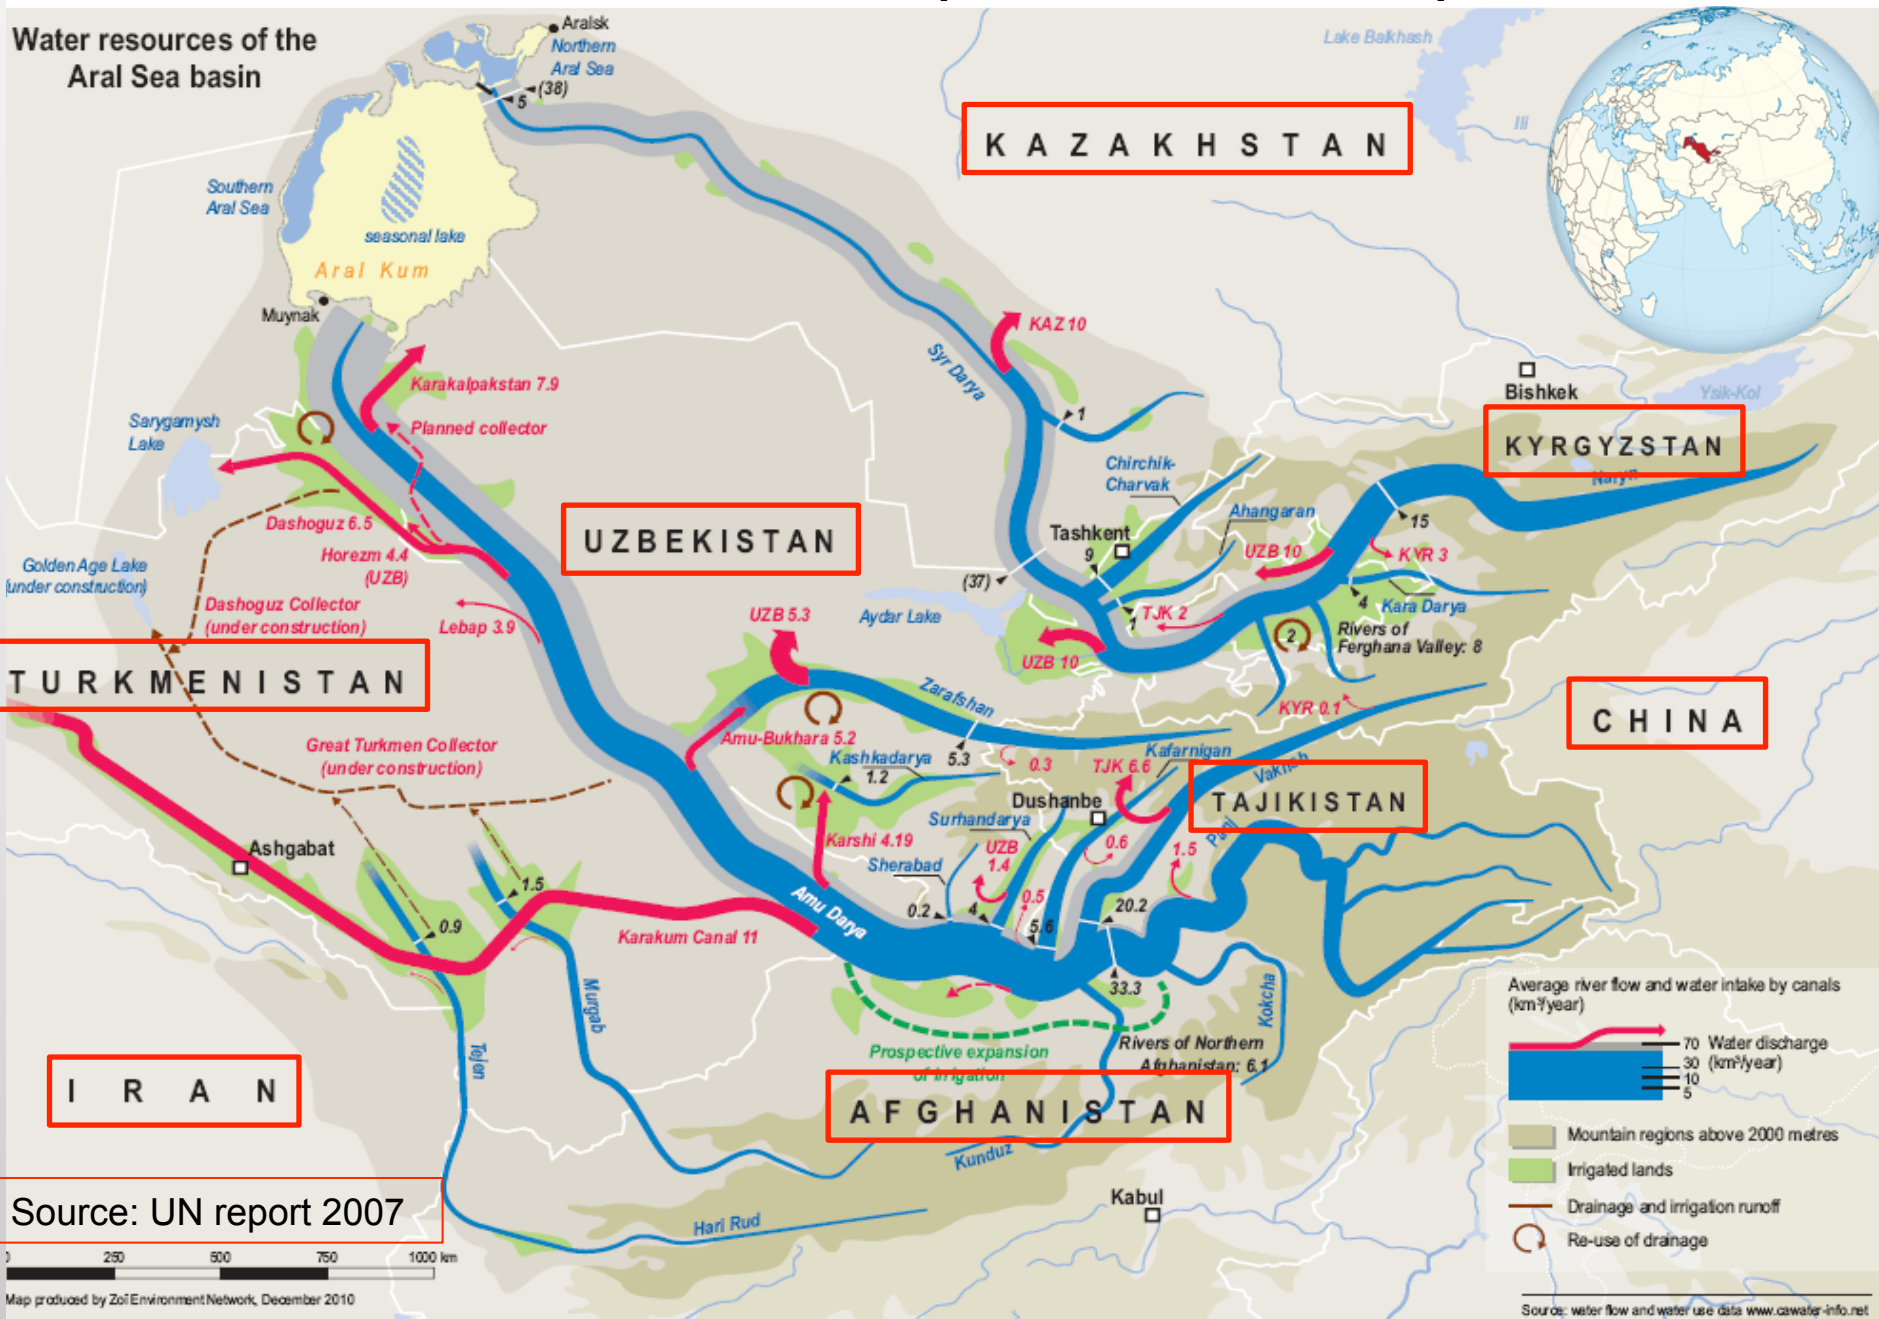 Water resources of the
Aral Sea basin
Aralsk
Northern
Aral Sea
(38)
5
Lake Balkhash
Ili
KAZAKHSTAN
Southern
Aral Sea
seasonal lake
Aral Kum
Muynak
KAZ 10
Syr Darya
Karakalpakstan 7.9
Planned collector
Sarygamysh
Lake
1
Bishkek
Ysik-Kol
KYRGYZSTAN
Naryn
Chirchik-
Charvak
Ahangaran
15
Tashkent
9
UZB 10
KYR 3
UZBEKISTAN
Dashoguz 6.5
Horezm 4.4
(UZB)
Golden Age Lake
(under construction)
Dashoguz Collector
(under construction)
Lebap 3.9
(37)
Aydar Lake
UZB 5.3
TJK 2
1
4
Kara Darya
2
Rivers of
Ferghana Valley: 8
UZB 10
TURKMENISTAN
Zarafshan
KYR 0.1
CHINA
Great Turkmen Collector
(under construction)
Amu-Bukhara 5.2
Kashkadarya
1.2
5.3
0.3
Kafarnigan
TJK 6.6
Vakhsh
TAJIKISTAN
Dushanbe
Surhandarya
Panj
Ashgabat
Karshi 4.19
Sherabad
UZB
1.4
0.6
1.5
1.5
0.9
Amu Darya
0.2
4
0.5
5.6
20.2
Karakum Canal 11
33.3
Murgab
Kokcha
Tejen
Prospective expansion
of irrigation
Rivers of Northern
Afghanistan: 6.1
IRAN
AFGHANISTAN
Kunduz
Kabul
Hari Rud
Source: UN report 2007
0 250 500 750 1000 km
Map produced by Zoï Environment Network, December 2010
Average river flow and water intake by canals
(km³/year)
70 Water discharge
30 (km³/year)
10
5
Mountain regions above 2000 metres
Irrigated lands
Drainage and irrigation runoff
Re-use of drainage
Source: water flow and water use data www.cawater-info.net